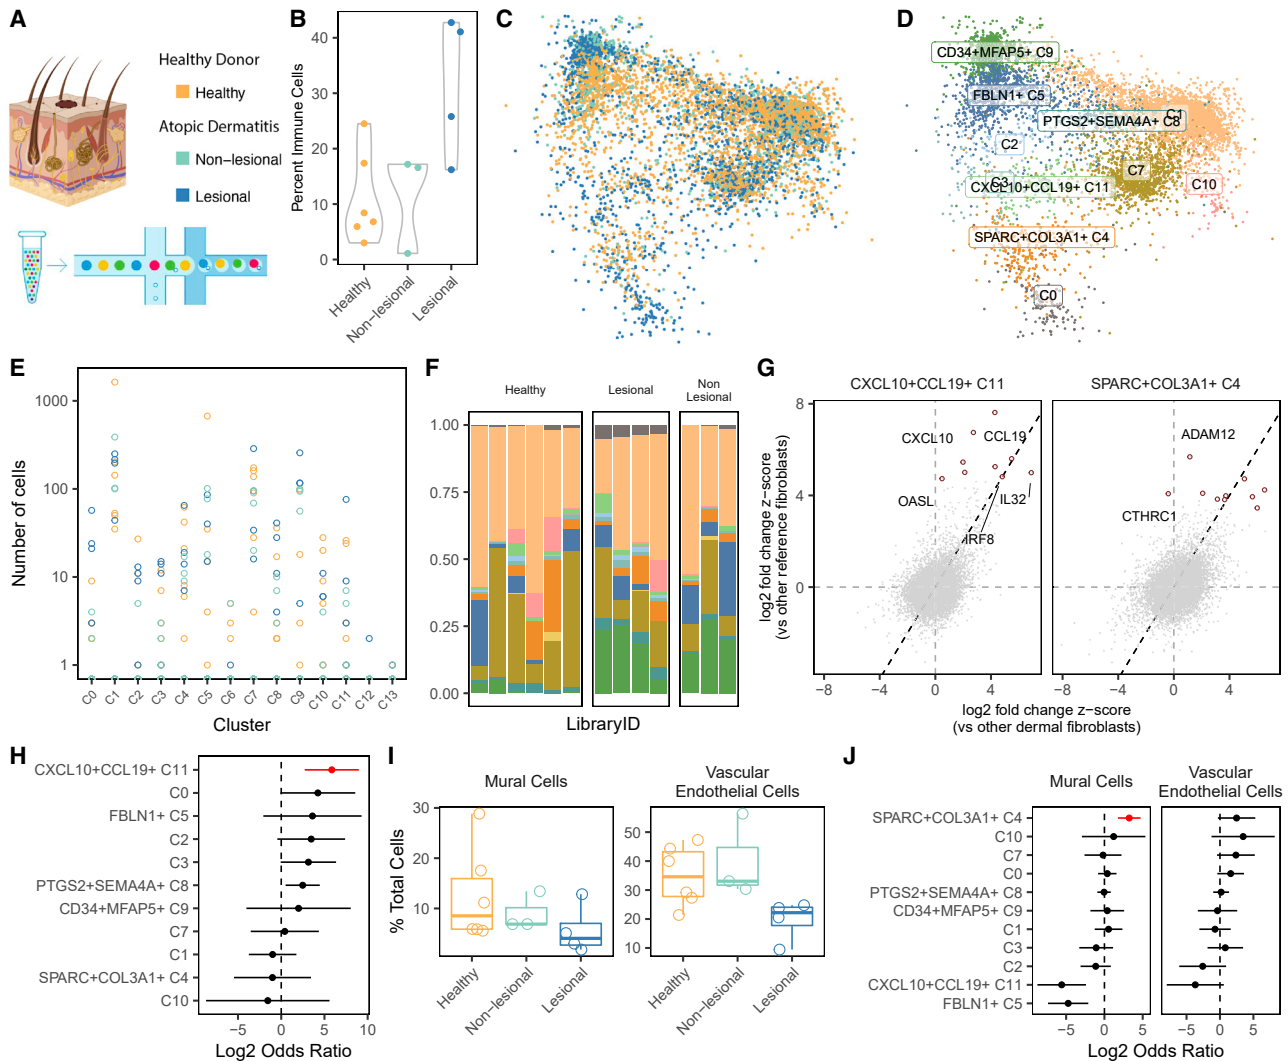 A
Healthy Donor
Healthy
Atopic Dermatitis
Non−lesional
Lesional
B
Percent Immune Cells
40
30
20
10
0
Healthy
Non−lesional
Lesional
C
D
CD34+MFAP5+ C9
FBLN1+ C5
C1
PTGS2+SEMA4A+ C8
C2
C7
C3
CXCL10+CCL19+ C11
C10
SPARC+COL3A1+ C4
C0
E
Number of cells
1000
100
10
1
C0
C1
C2
C3
C4
C5
C6
C7
C8
C9
C10
C11
C12
C13
Cluster
F
Healthy
Lesional
Non
Lesional
1.00
0.75
0.50
0.25
0.00
LibraryID
G
CXCL10+CCL19+ C11
SPARC+COL3A1+ C4
log2 fold change z−score
(vs other reference fibroblasts)
8
4
0
CXCL10
CCL19
OASL
IL32
IRF8
ADAM12
CTHRC1
−8
−4
0
4
−8
−4
0
4
log2 fold change z−score
(vs other dermal fibroblasts)
H
CXCL10+CCL19+ C11
C0
FBLN1+ C5
C2
C3
PTGS2+SEMA4A+ C8
CD34+MFAP5+ C9
C7
C1
SPARC+COL3A1+ C4
C10
−5
0
5
10
Log2 Odds Ratio
I
Mural Cells
Vascular
Endothelial Cells
% Total Cells
30
20
10
50
40
30
20
10
Healthy
Non−lesional
Lesional
Healthy
Non−lesional
Lesional
J
Mural Cells
Vascular
Endothelial Cells
SPARC+COL3A1+ C4
C10
C7
C0
PTGS2+SEMA4A+ C8
CD34+MFAP5+ C9
C1
C3
C2
CXCL10+CCL19+ C11
FBLN1+ C5
−5
0
5
−5
0
5
Log2 Odds Ratio